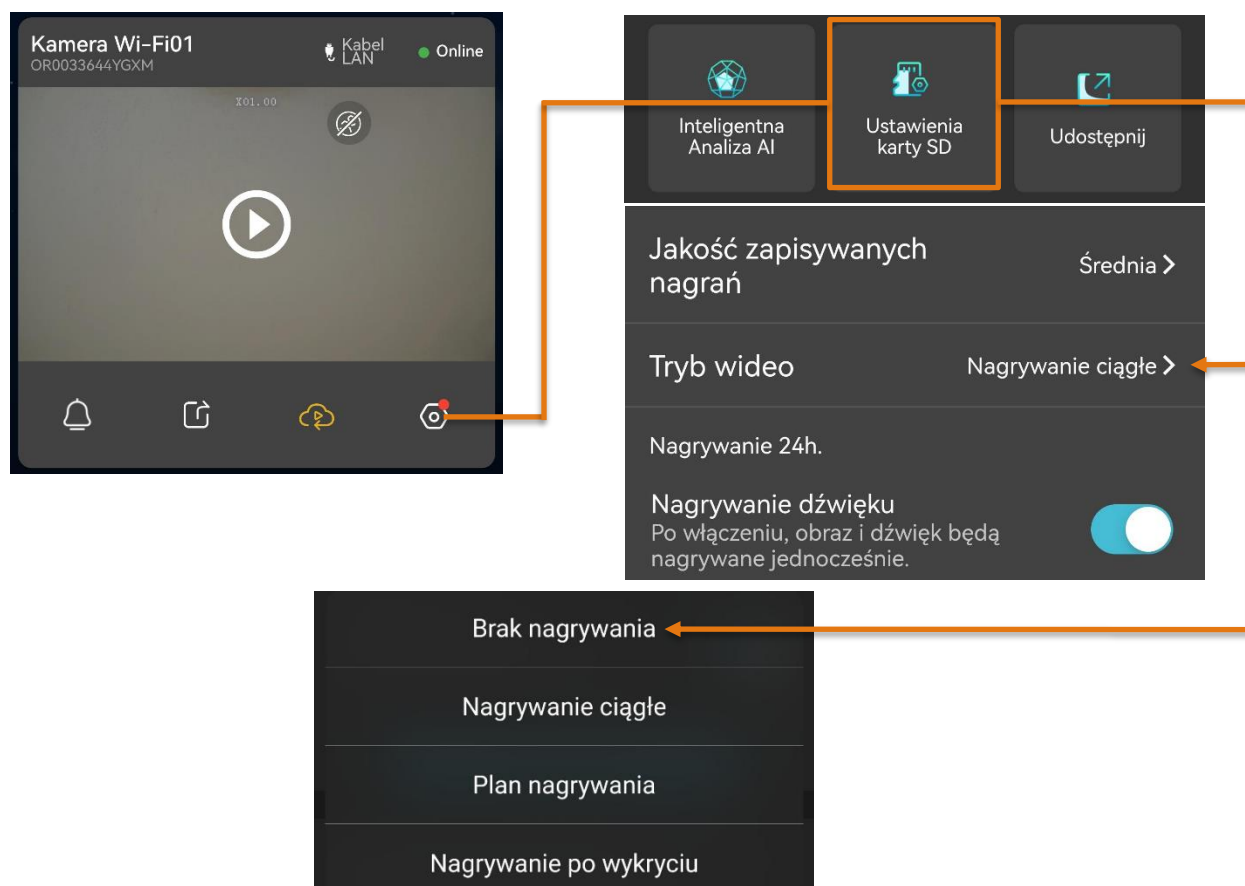 Kamera Wi-Fi01
OR0033644YGXM
Kabel
LAN
Online
X01.00
Inteligentna
Analiza AI
Ustawienia
karty SD
Udostępnij
Jakość zapisywanych
nagrań
Średnia
Tryb wideo
Nagrywanie ciągłe
Nagrywanie 24h.
Nagrywanie dźwięku
Po włączeniu, obraz i dźwięk będą
nagrywane jednocześnie.
Brak nagrywania
Nagrywanie ciągłe
Plan nagrywania
Nagrywanie po wykryciu